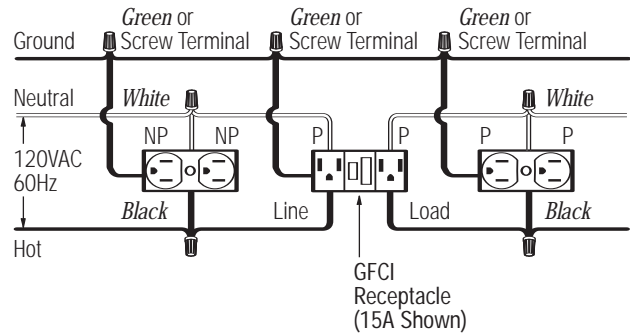 Green or
Screw Terminal
Green or
Screw Terminal
Green or
Screw Terminal
Ground
Neutral
White
White
NP
NP
P
P
P
P
120VAC
60Hz
Black
Line
Load
Black
Hot
GFCI
Receptacle
(15A Shown)